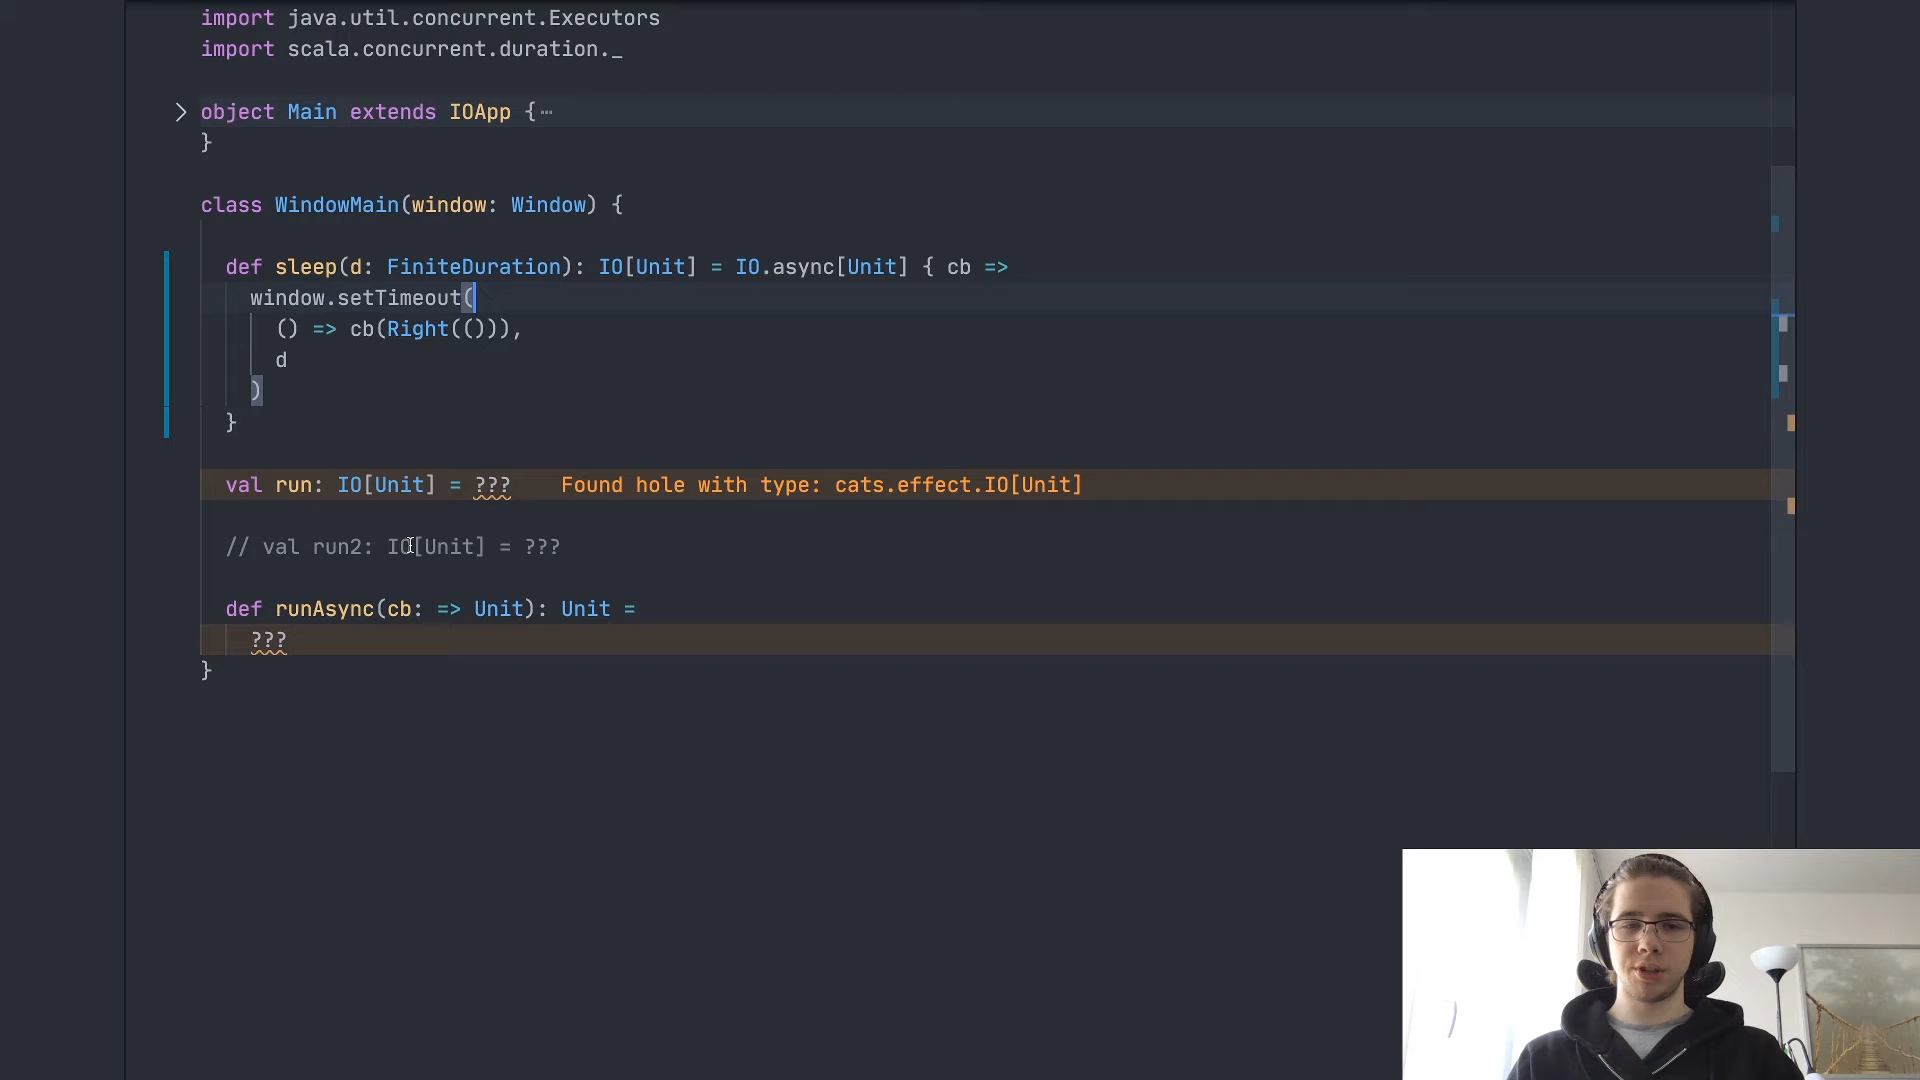 import java.util.concurrent.Executors
import scala.concurrent.duration._
object Main extends IOApp {
}
class WindowMain(window: Window) {
def sleep(d: FiniteDuration): IO[Unit] = IO.async[Unit] { cb =>
window.setTimeout(
() => cb(Right(())),
d
)
}
val run: IO[Unit] = ??? Found hole with type: cats.effect.IO[Unit]
// val run2: IO[Unit] = ???
def runAsync(cb: => Unit): Unit =
???
}